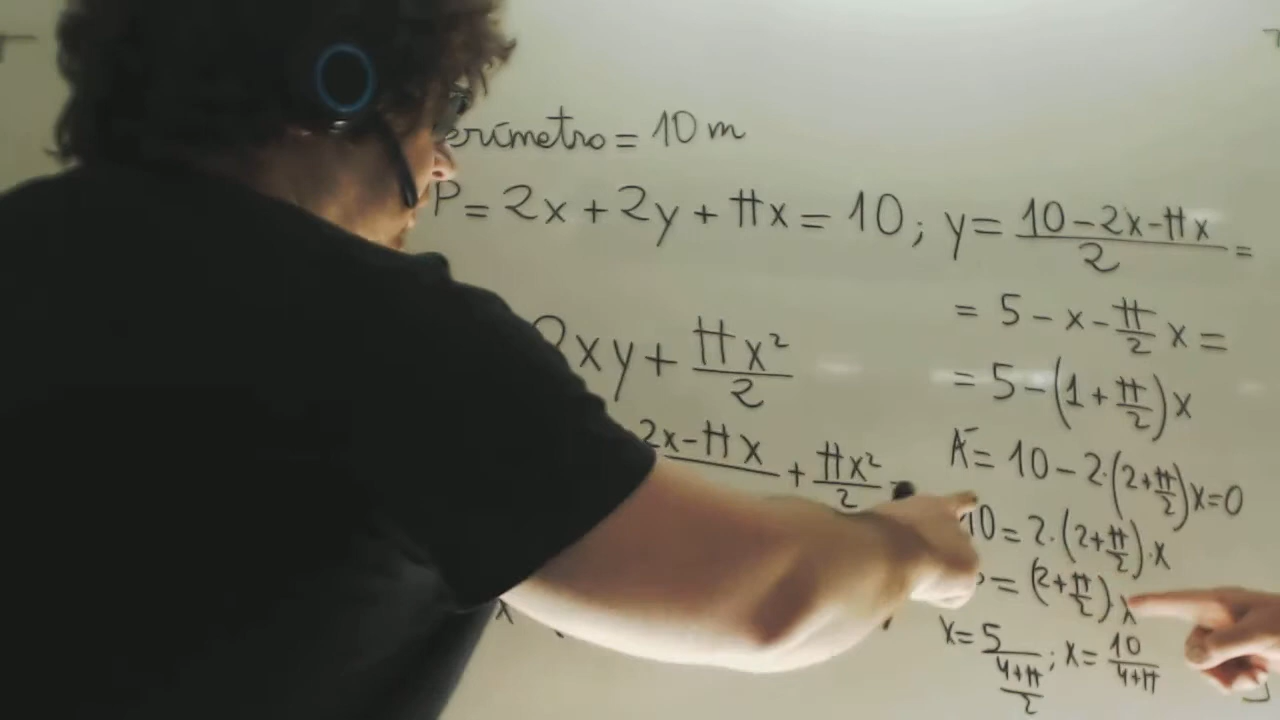 erímetro = 10 m
P = 2x + 2y + πx = 10; y = (10 - 2x - πx)/2 =
= 5 - x - π/2 x =
xy + πx²/2
= 5 - (1 + π/2)x
2x - πx + πx²/2
A' = 10 - 2·(2 + π/2)x = 0
10 = 2·(2 + π/2)·x
= (2 + π/2)x
x = 5/((4+π)/2); x = 10/(4+π)